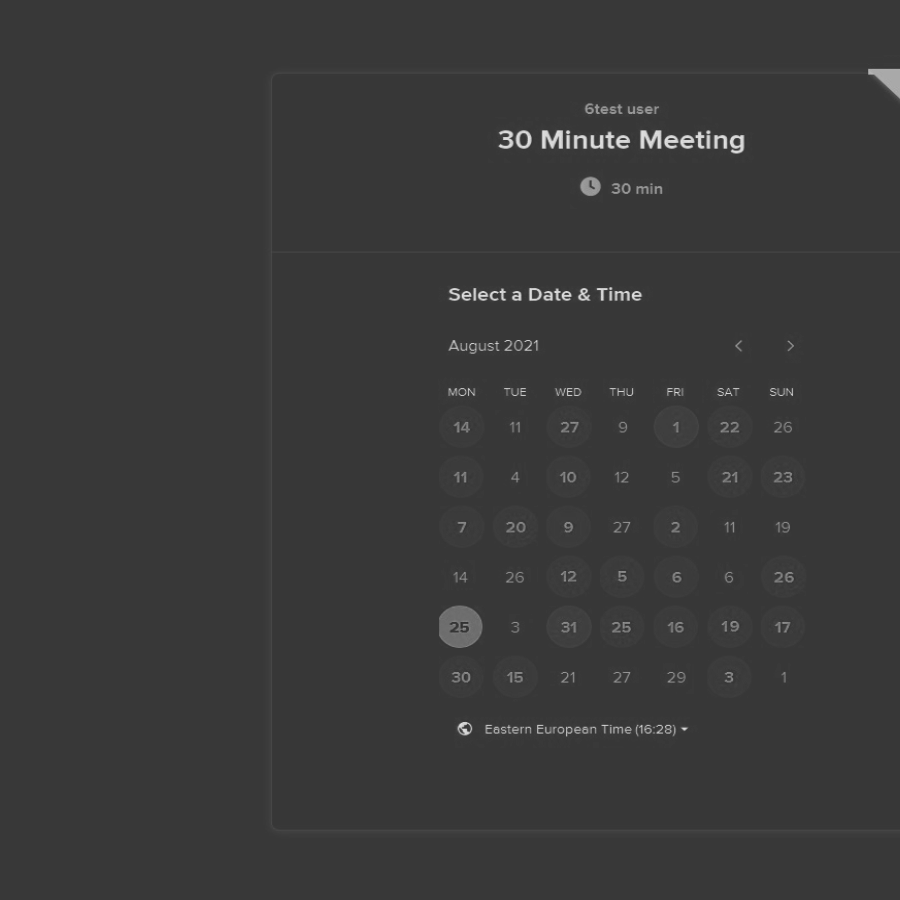 6test user
30 Minute Meeting
30 min
Select a Date & Time
August 2021
MON TUE WED THU FRI SAT SUN
14 11 27 9 1 22 26
11 4 10 12 5 21 23
7 20 9 27 2 11 19
14 26 12 5 6 6 26
25 3 31 25 16 19 17
30 15 21 27 29 3 1
Eastern European Time (16:28)